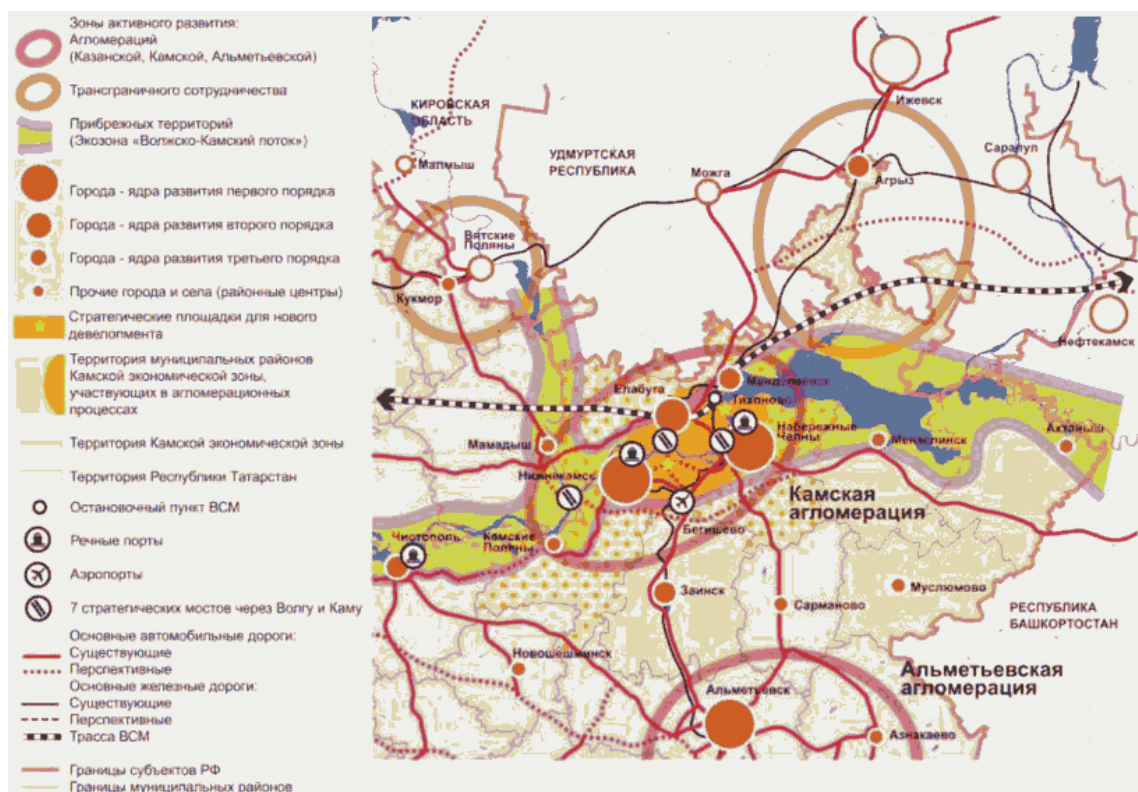 Зоны активного развития:
Агломераций
(Казанской, Камской, Альметьевской)
Трансграничного сотрудничества
Прибрежных территорий
(Экозона «Волжско-Камский поток»)
Города - ядра развития первого порядка
Города - ядра развития второго порядка
Города - ядра развития третьего порядка
Прочие города и села (районные центры)
Стратегические площадки для нового
девелопмента
Территория муниципальных районов
Камской экономической зоны,
участвующих в агломерационных
процессах
Территория Камской экономической зоны
Территория Республики Татарстан
Остановочный пункт ВСМ
Речные порты
Аэропорты
7 стратегических мостов через Волгу и Каму
Основные автомобильные дороги:
Существующие
Перспективные
Основные железные дороги:
Существующие
Перспективные
Трасса ВСМ
Границы субъектов РФ
Границы муниципальных районов
КИРОВСКАЯ
ОБЛАСТЬ
Малмыш
УДМУРТСКАЯ
РЕСПУБЛИКА
Можга
Ижевск
Агрыз
Сарапул
Вятские
Поляны
Кукмор
Нефтекамск
Менделеевск
Елабуга
Тихоново
Набережные
Челны
Мамадыш
Мензелинск
Актаныш
Нижнекамск
Камская
агломерация
Бегишево
Чистополь
Камские
Поляны
Заинск
Сарманово
Муслюмово
РЕСПУБЛИКА
БАШКОРТОСТАН
Новошешминск
Альметьевская
агломерация
Альметьевск
Азнакаево